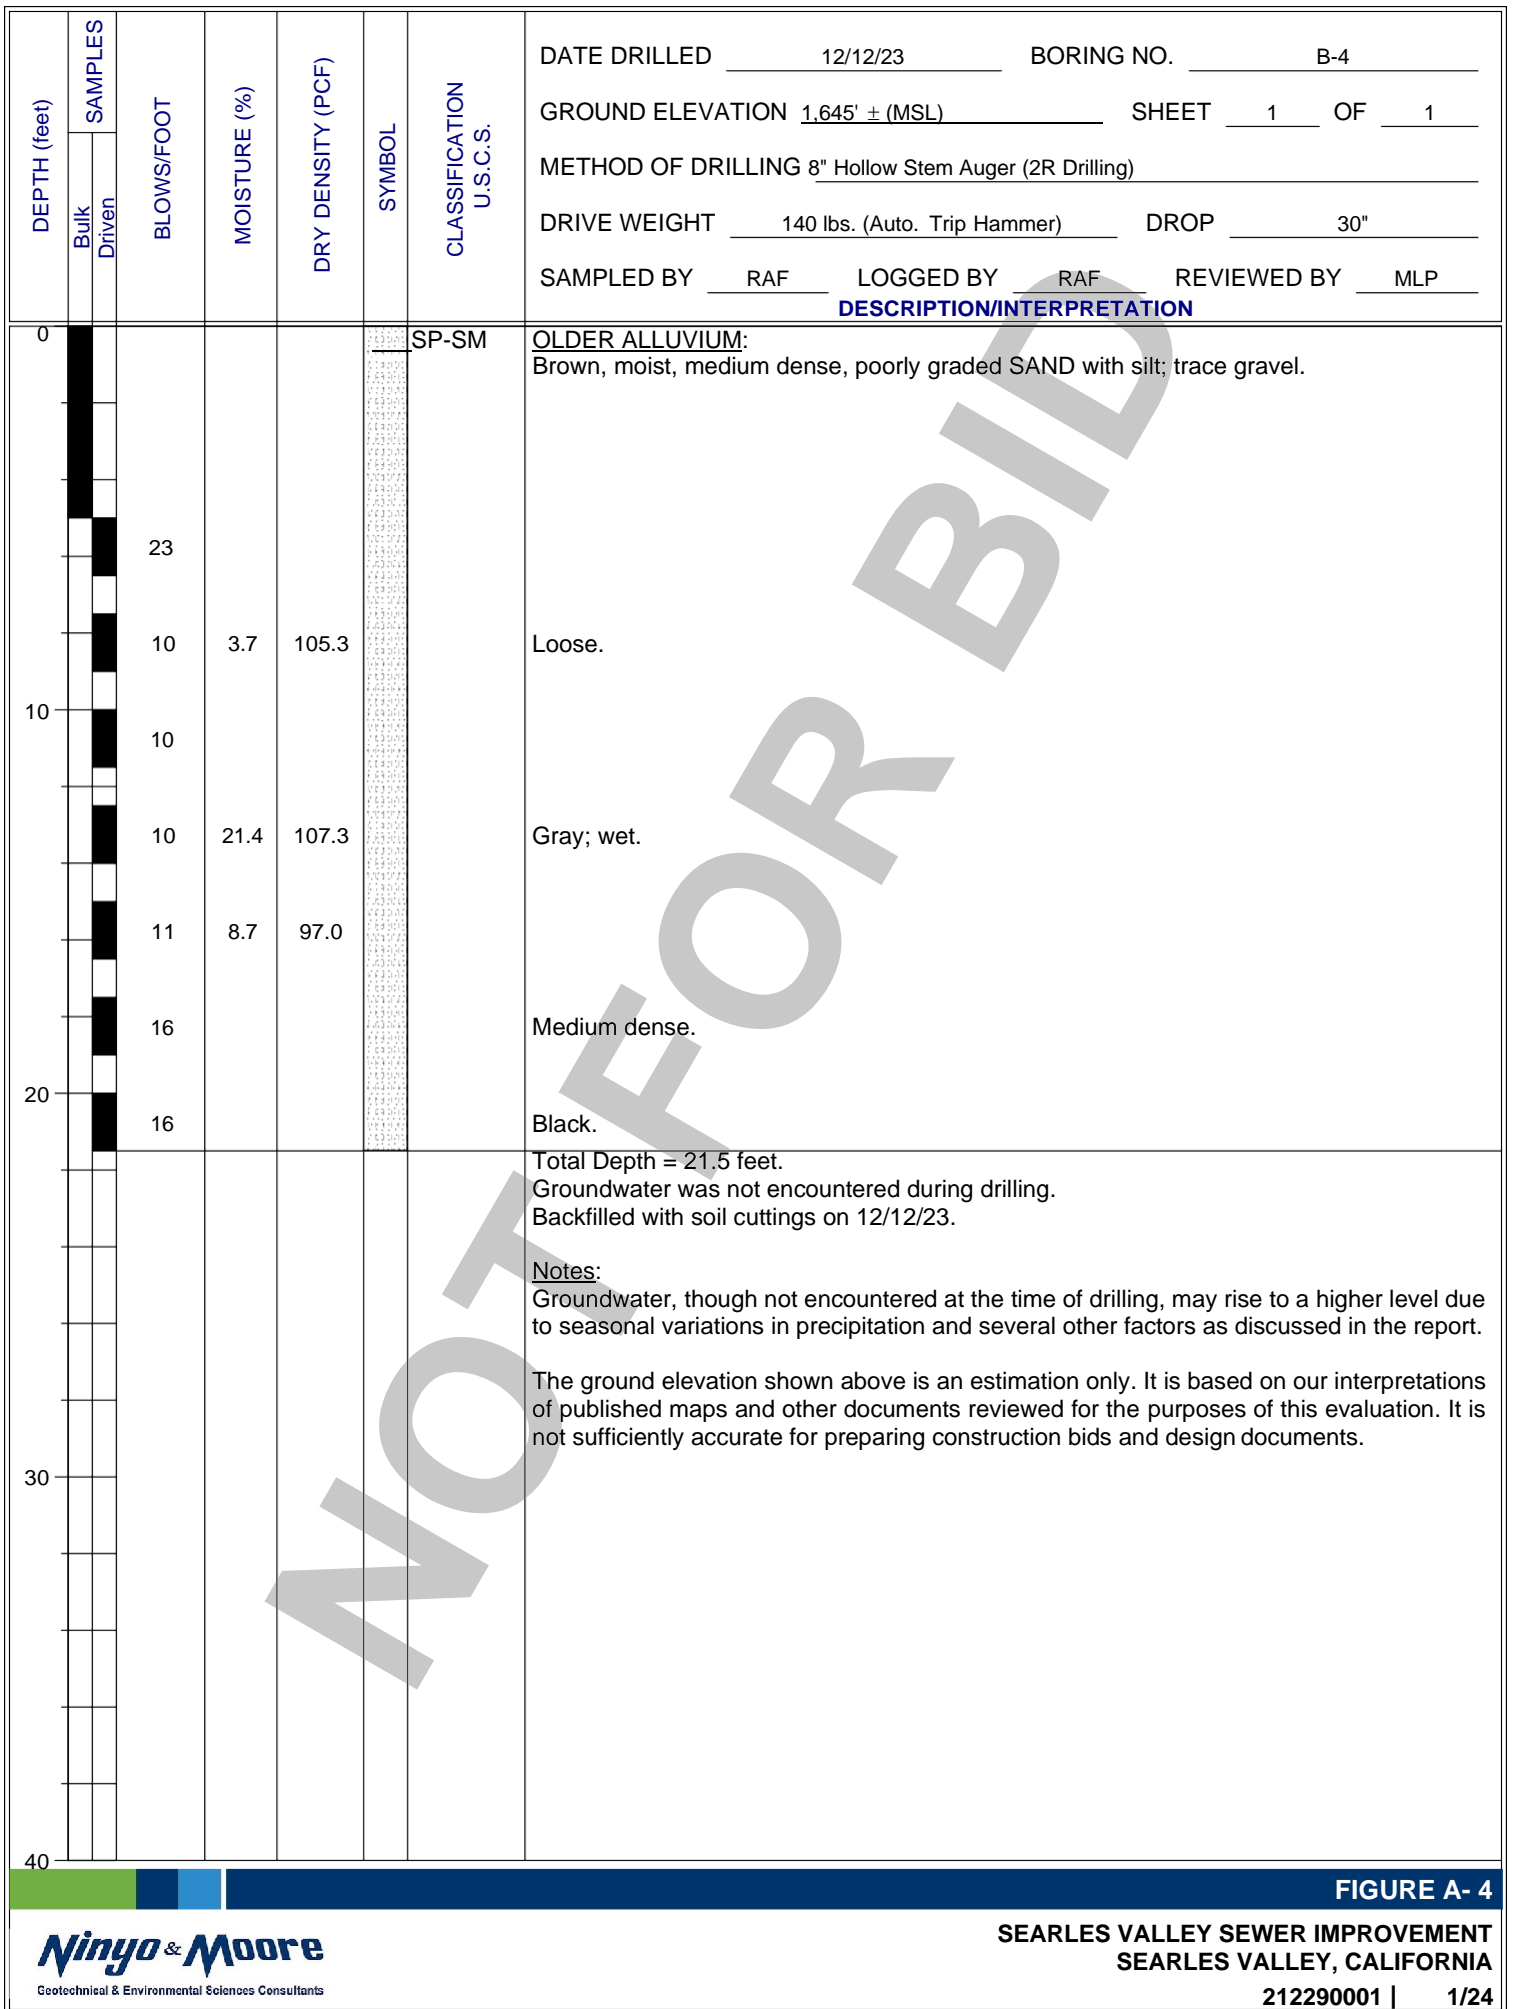 DEPTH (feet)
SAMPLES
Bulk
Driven
BLOWS/FOOT
MOISTURE (%)
DRY DENSITY (PCF)
SYMBOL
CLASSIFICATION
U.S.C.S.
DATE DRILLED 12/12/23 BORING NO. B-4
GROUND ELEVATION 1,645' ± (MSL) SHEET 1 OF 1
METHOD OF DRILLING 8" Hollow Stem Auger (2R Drilling)
DRIVE WEIGHT 140 lbs. (Auto. Trip Hammer) DROP 30"
SAMPLED BY RAF LOGGED BY RAF REVIEWED BY MLP
DESCRIPTION/INTERPRETATION
0 SP-SM OLDER ALLUVIUM:
Brown, moist, medium dense, poorly graded SAND with silt; trace gravel.
23
10 3.7 105.3 Loose.
10
10
10 21.4 107.3 Gray; wet.
11 8.7 97.0
16 Medium dense.
20
16 Black.
Total Depth = 21.5 feet.
Groundwater was not encountered during drilling.
Backfilled with soil cuttings on 12/12/23.
Notes:
Groundwater, though not encountered at the time of drilling, may rise to a higher level due
to seasonal variations in precipitation and several other factors as discussed in the report.
The ground elevation shown above is an estimation only. It is based on our interpretations
of published maps and other documents reviewed for the purposes of this evaluation. It is
not sufficiently accurate for preparing construction bids and design documents.
30
40
NOT FOR BID
FIGURE A- 4
Ninyo & Moore
Geotechnical & Environmental Sciences Consultants
SEARLES VALLEY SEWER IMPROVEMENT
SEARLES VALLEY, CALIFORNIA
212290001 | 1/24